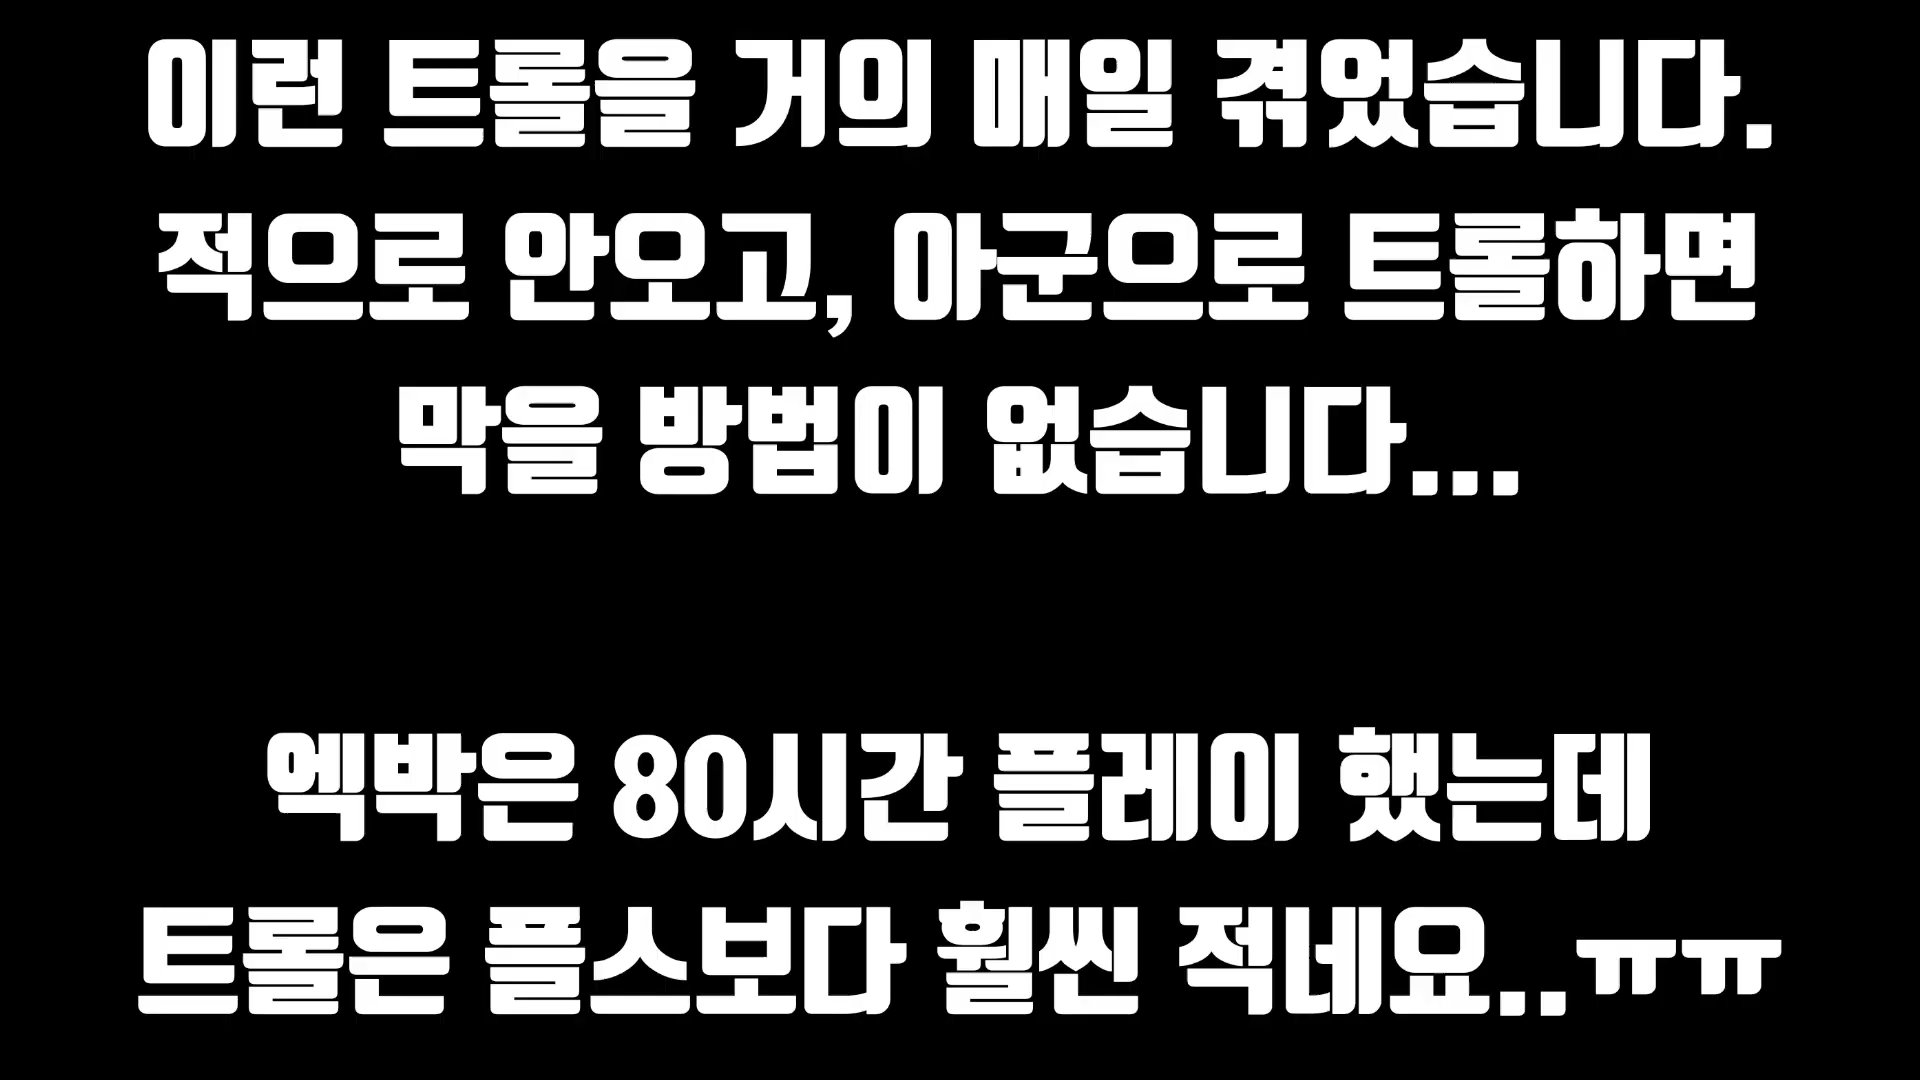 이런 트롤을 거의 매일 겪었습니다.
적으로 안오고, 아군으로 트롤하면
막을 방법이 없습니다...
엑박은 80시간 플레이 했는데
트롤은 플스보다 훨씬 적네요..ㅠㅠ